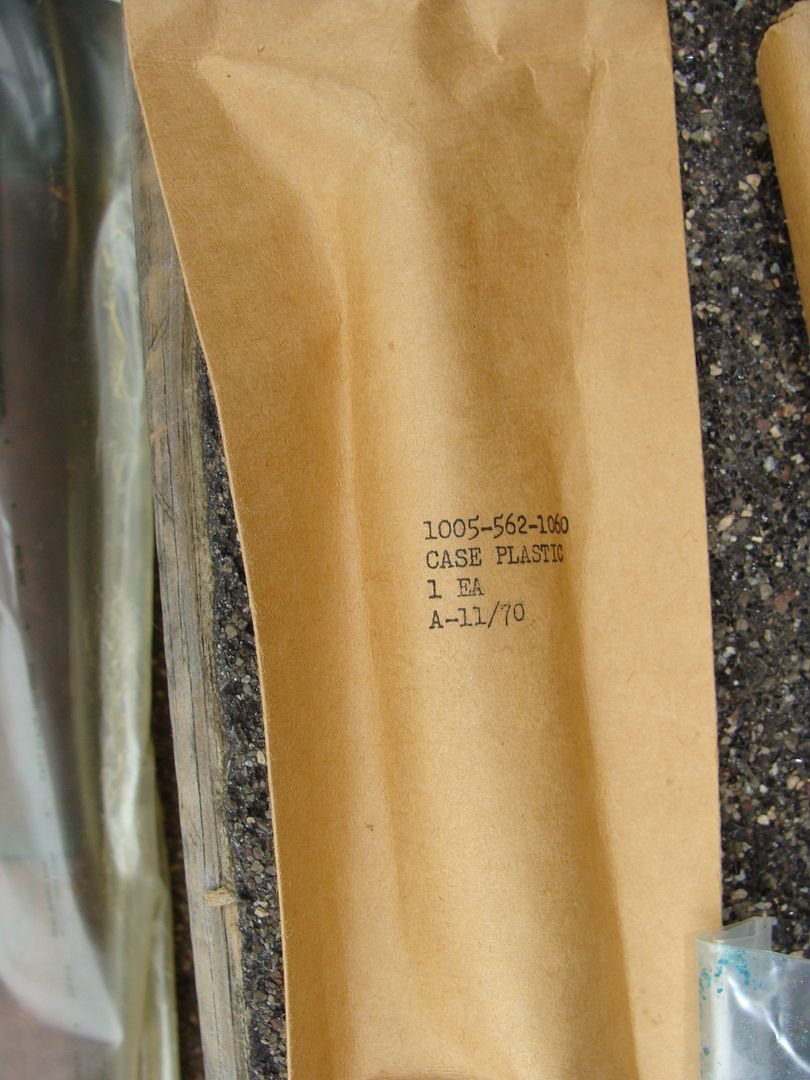 1005-562-1060
CASE PLASTIC
1 EA
A-11/70